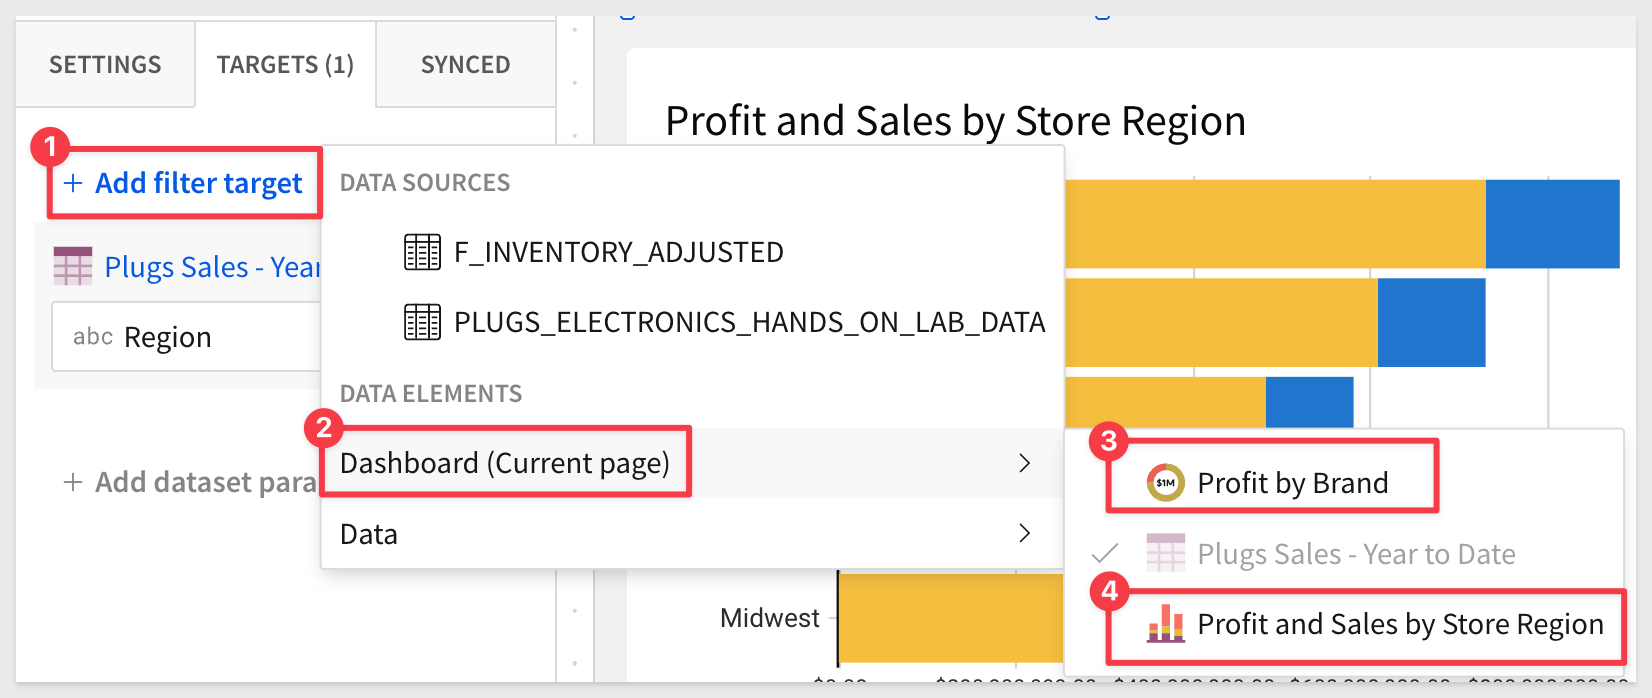 SETTINGS
TARGETS (1)
SYNCED
Profit and Sales by Store Region
1
+ Add filter target
DATA SOURCES
F_INVENTORY_ADJUSTED
Plugs Sales - Year
PLUGS_ELECTRONICS_HANDS_ON_LAB_DATA
abc Region
DATA ELEMENTS
2
Dashboard (Current page)
3
$1M
Profit by Brand
+ Add dataset para
Data
Plugs Sales - Year to Date
4
Midwest
Profit and Sales by Store Region